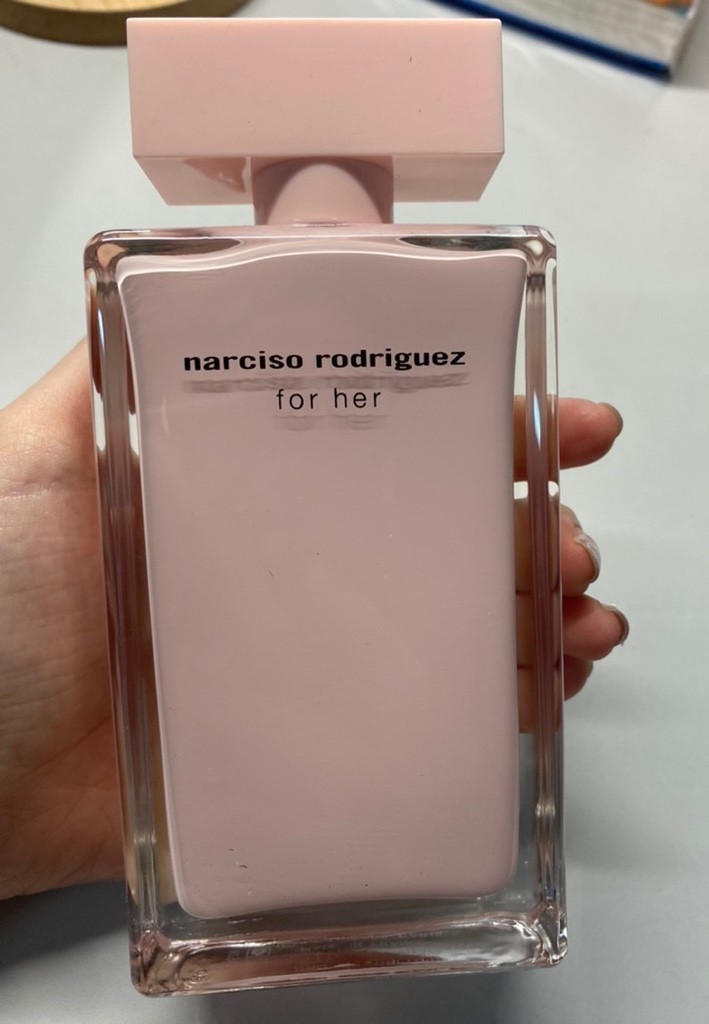 narciso rodriguez
for her